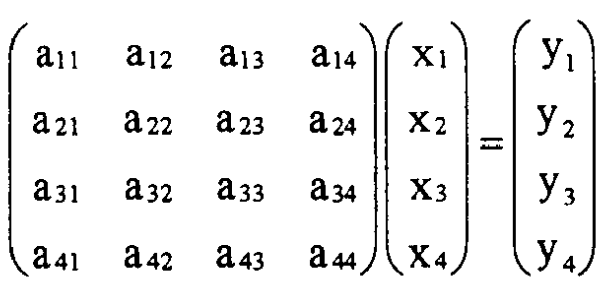 a11 a12 a13 a14 x1 y1
a21 a22 a23 a24 x2 = y2
a31 a32 a33 a34 x3 y3
a41 a42 a43 a44 x4 y4